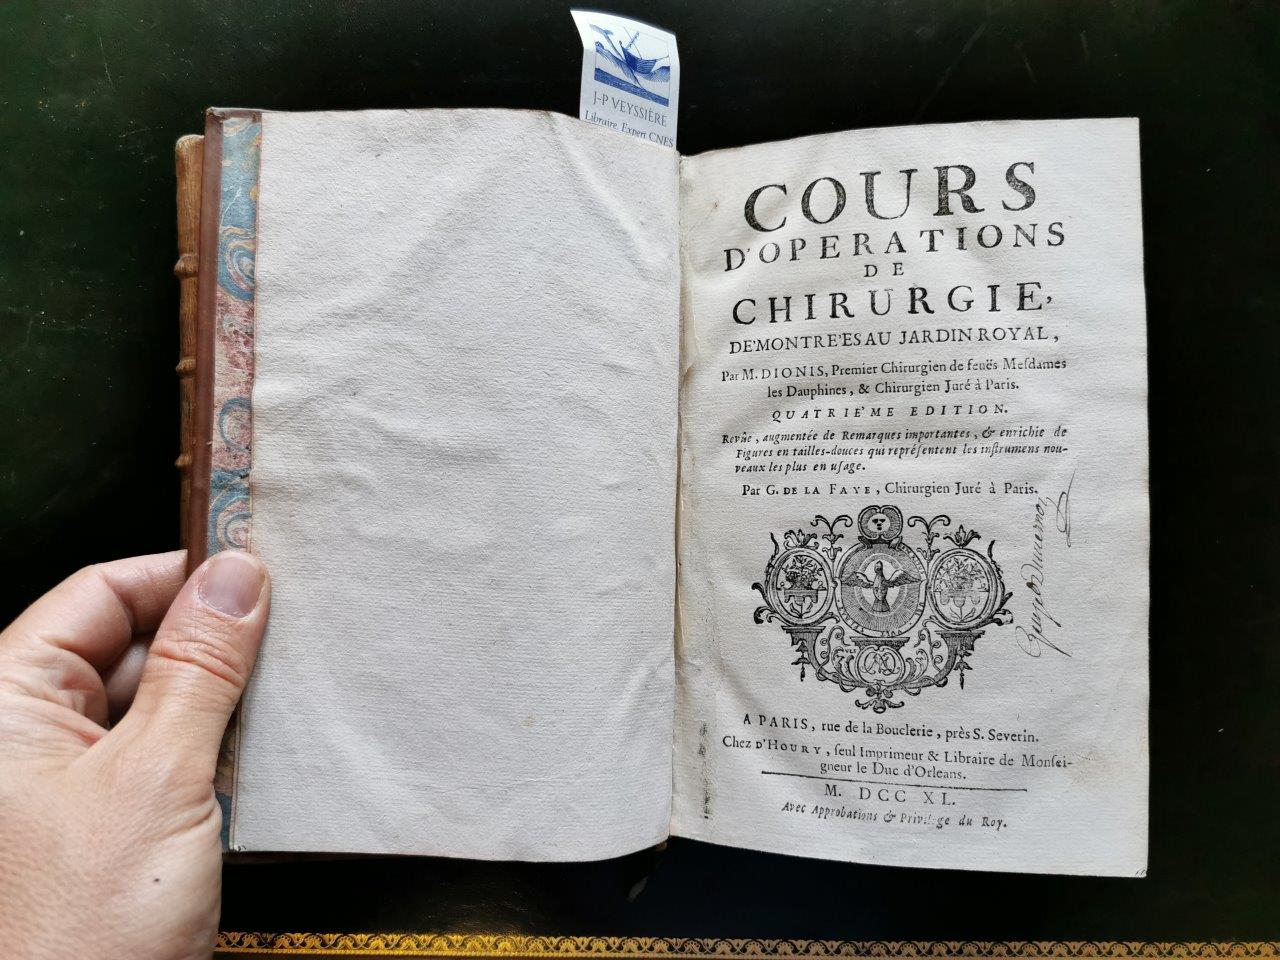 J-P VEYSSIÈRE
Libraire, Expert CNES
COURS
D'OPERATIONS
DE
CHIRURGIE,
DE'MONTRE'ES AU JARDIN ROYAL,
Par M. DIONIS, Premier Chirurgien de feuës Mesdames
les Dauphines, & Chirurgien Juré à Paris.
QUATRIE'ME EDITION.
Revûe, augmentée de Remarques importantes, & enrichie de
Figures en tailles-douces qui représentent les instrumens nou-
veaux les plus en usage.
Par G. DE LA FAYE, Chirurgien Juré à Paris.
A PARIS, rue de la Bouclerie, près S. Severin.
Chez D'HOURY, seul Imprimeur & Libraire de Monsei-
gneur le Duc d'Orleans.
M. DCC XL.
Avec Approbations & Privilege du Roy.